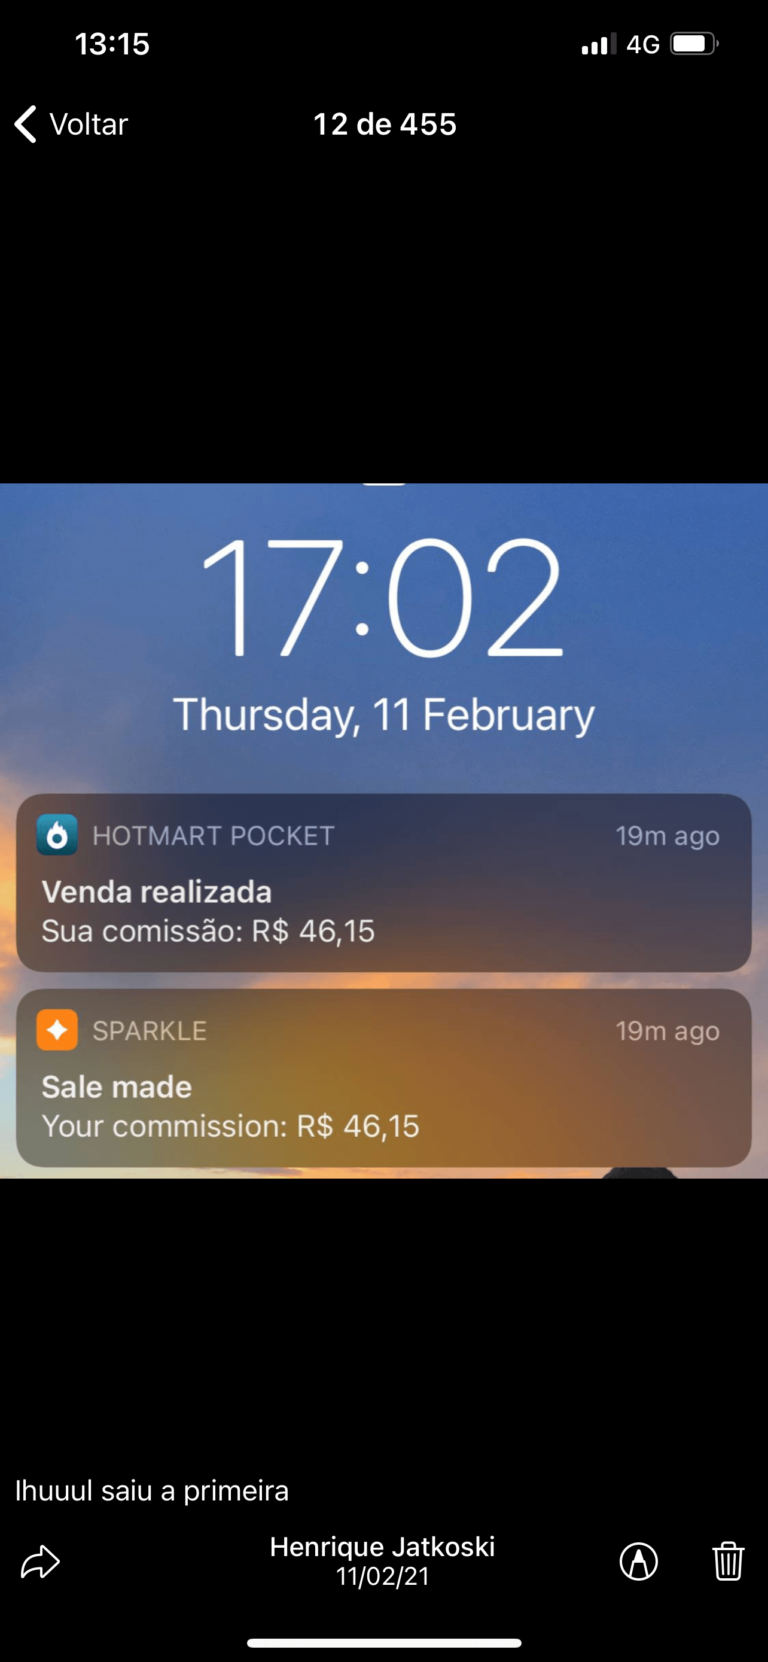 13:15
4G
Voltar
12 de 455
17:02
Thursday, 11 February
HOTMART POCKET
19m ago
Venda realizada
Sua comissão: R$ 46,15
SPARKLE
19m ago
Sale made
Your commission: R$ 46,15
Ihuuul saiu a primeira
Henrique Jatkoski
11/02/21